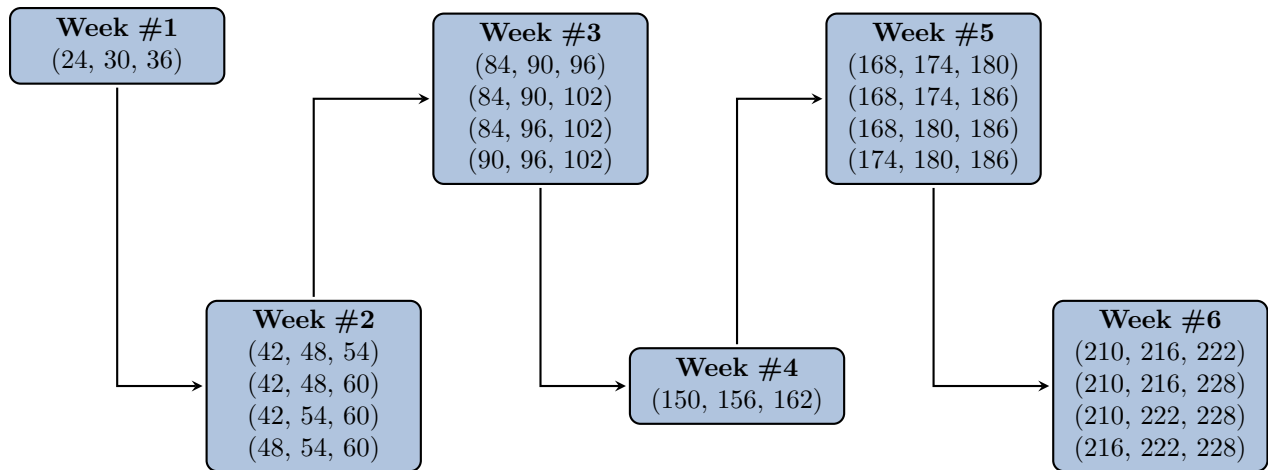 Week #1
(24, 30, 36)
Week #2
(42, 48, 54)
(42, 48, 60)
(42, 54, 60)
(48, 54, 60)
Week #3
(84, 90, 96)
(84, 90, 102)
(84, 96, 102)
(90, 96, 102)
Week #4
(150, 156, 162)
Week #5
(168, 174, 180)
(168, 174, 186)
(168, 180, 186)
(174, 180, 186)
Week #6
(210, 216, 222)
(210, 216, 228)
(210, 222, 228)
(216, 222, 228)